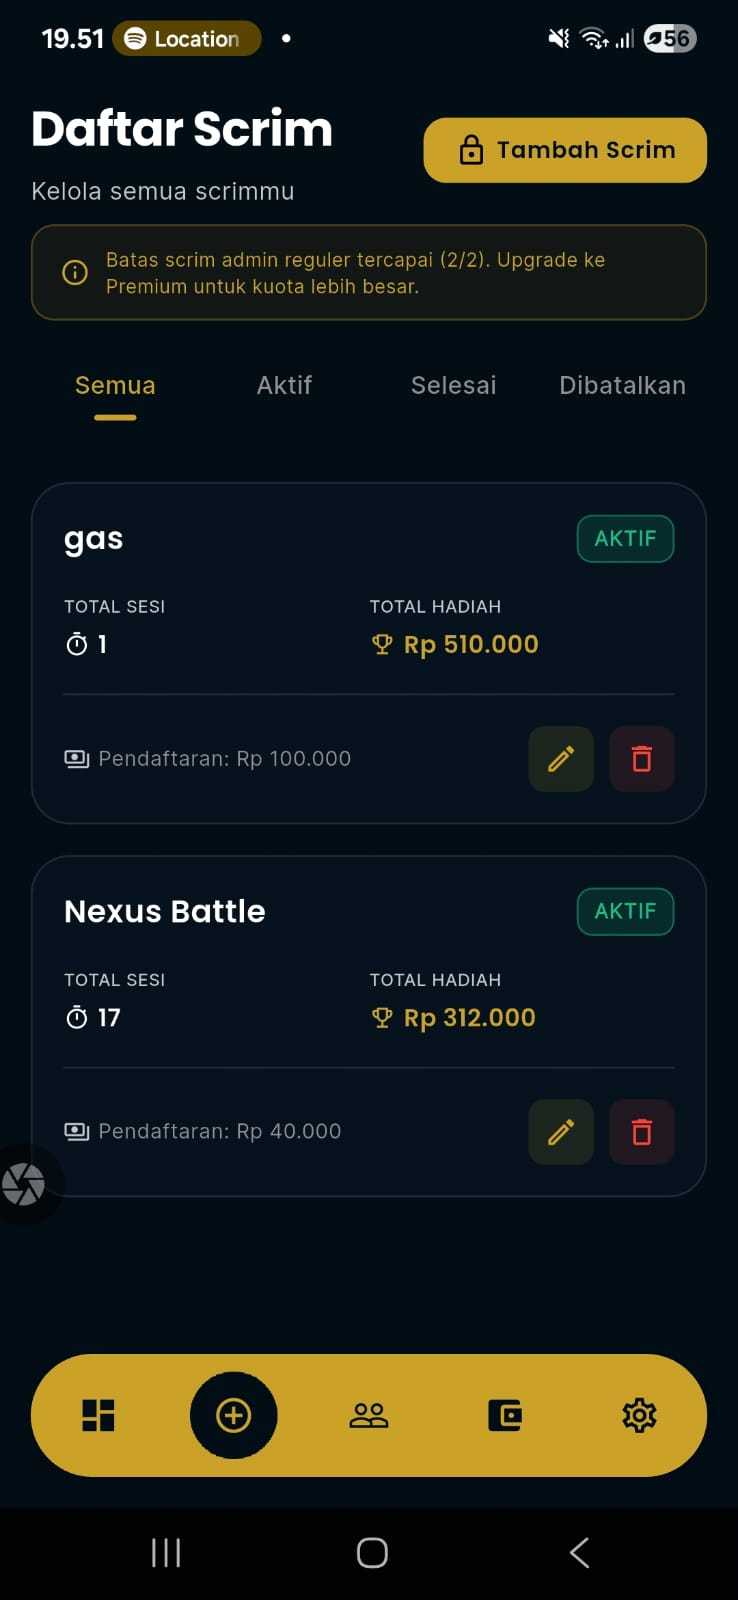 19.51 Location
56
Daftar Scrim
Tambah Scrim
Kelola semua scrimmu
Batas scrim admin reguler tercapai (2/2). Upgrade ke
Premium untuk kuota lebih besar.
Semua Aktif Selesai Dibatalkan
gas AKTIF
TOTAL SESI TOTAL HADIAH
1 Rp 510.000
Pendaftaran: Rp 100.000
Nexus Battle AKTIF
TOTAL SESI TOTAL HADIAH
17 Rp 312.000
Pendaftaran: Rp 40.000